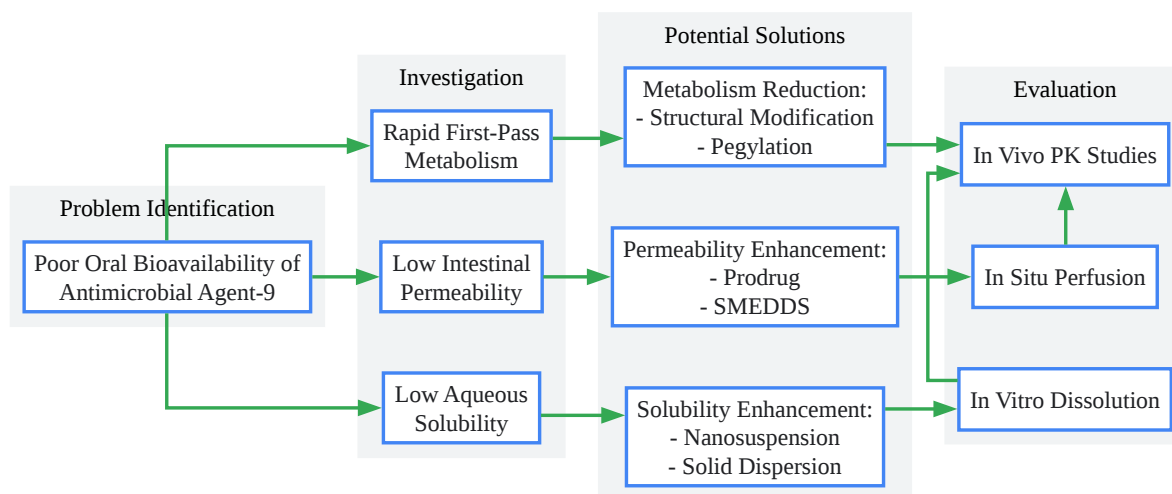 Problem Identification
Poor Oral Bioavailability of
Antimicrobial Agent-9
Investigation
Rapid First-Pass
Metabolism
Low Intestinal
Permeability
Low Aqueous
Solubility
Potential Solutions
Metabolism Reduction:
- Structural Modification
- Pegylation
Permeability Enhancement:
- Prodrug
- SMEDDS
Solubility Enhancement:
- Nanosuspension
- Solid Dispersion
Evaluation
In Vivo PK Studies
In Situ Perfusion
In Vitro Dissolution